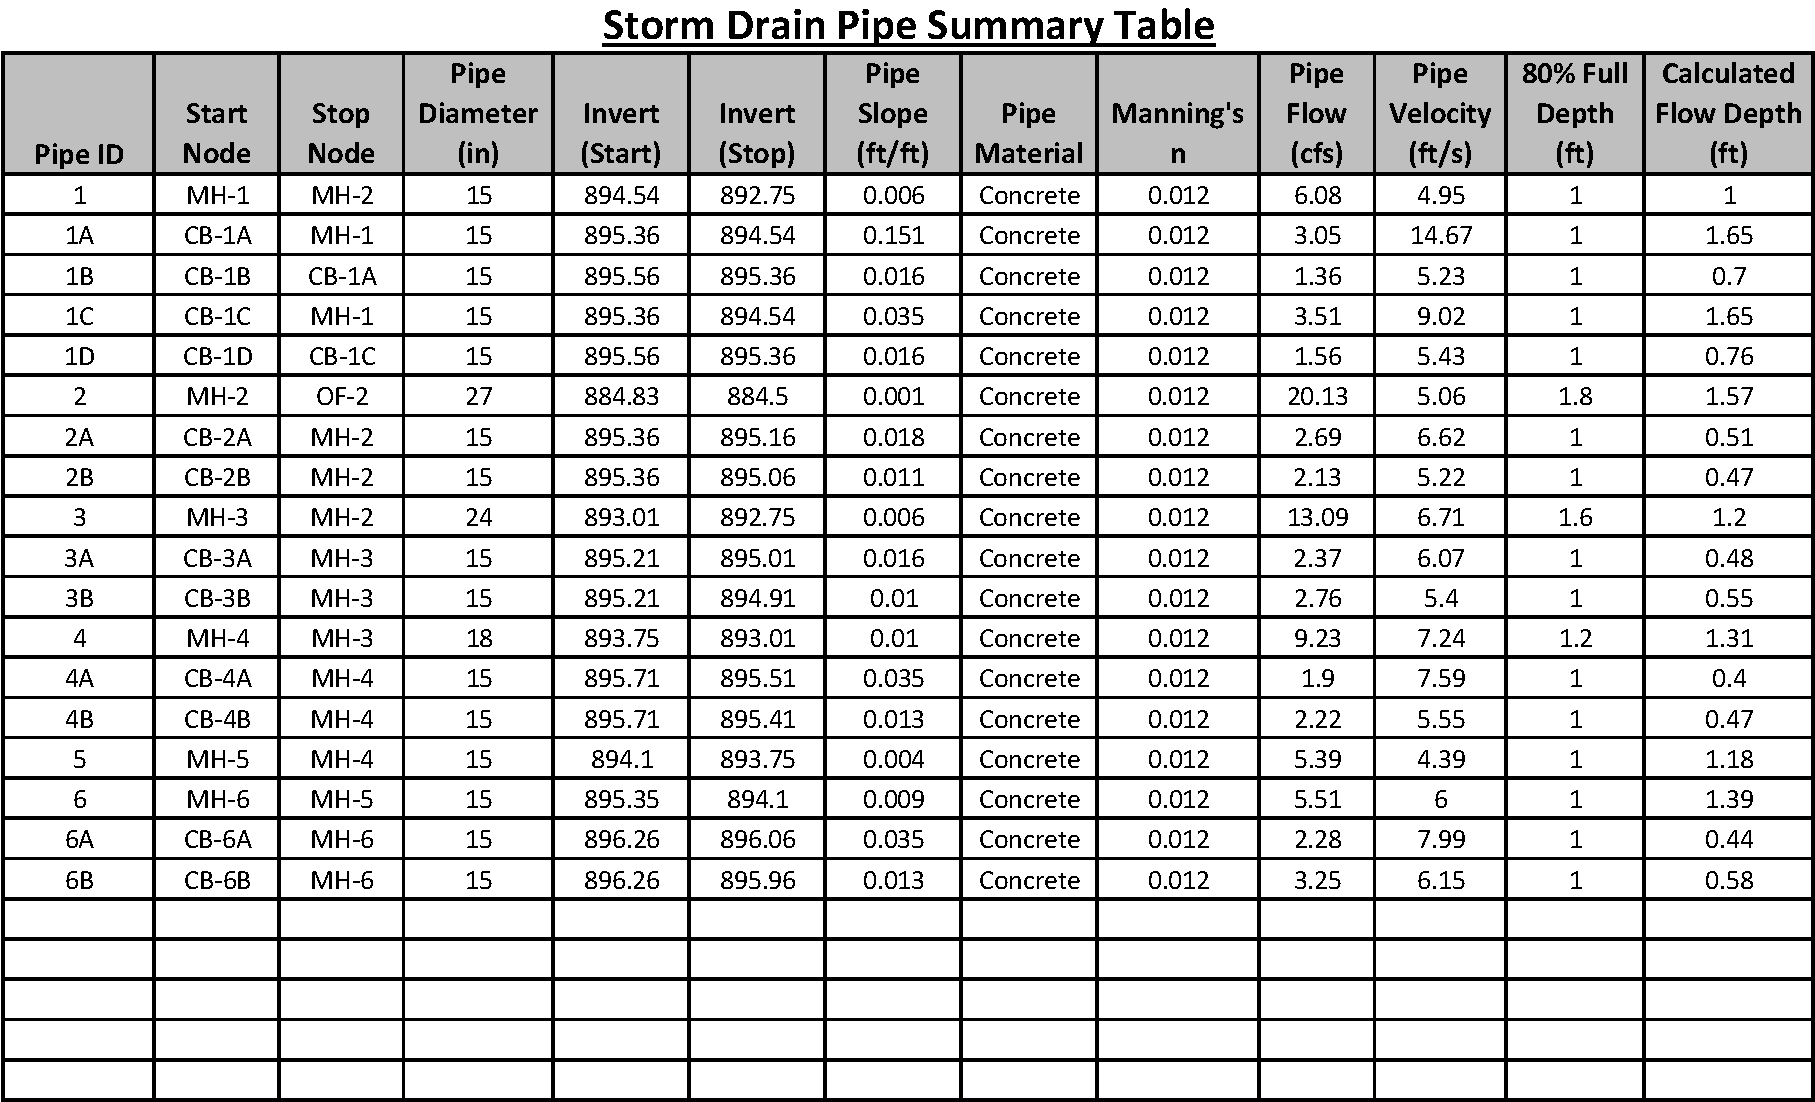 Storm Drain Pipe Summary Table
Pipe ID Start Node Stop Node Pipe Diameter (in) Invert (Start) Invert (Stop) Pipe Slope (ft/ft) Pipe Material Manning's n Pipe Flow (cfs) Pipe Velocity (ft/s) 80% Full Depth (ft) Calculated Flow Depth (ft)
1 MH-1 MH-2 15 894.54 892.75 0.006 Concrete 0.012 6.08 4.95 1 1
1A CB-1A MH-1 15 895.36 894.54 0.151 Concrete 0.012 3.05 14.67 1 1.65
1B CB-1B CB-1A 15 895.56 895.36 0.016 Concrete 0.012 1.36 5.23 1 0.7
1C CB-1C MH-1 15 895.36 894.54 0.035 Concrete 0.012 3.51 9.02 1 1.65
1D CB-1D CB-1C 15 895.56 895.36 0.016 Concrete 0.012 1.56 5.43 1 0.76
2 MH-2 OF-2 27 884.83 884.5 0.001 Concrete 0.012 20.13 5.06 1.8 1.57
2A CB-2A MH-2 15 895.36 895.16 0.018 Concrete 0.012 2.69 6.62 1 0.51
2B CB-2B MH-2 15 895.36 895.06 0.011 Concrete 0.012 2.13 5.22 1 0.47
3 MH-3 MH-2 24 893.01 892.75 0.006 Concrete 0.012 13.09 6.71 1.6 1.2
3A CB-3A MH-3 15 895.21 895.01 0.016 Concrete 0.012 2.37 6.07 1 0.48
3B CB-3B MH-3 15 895.21 894.91 0.01 Concrete 0.012 2.76 5.4 1 0.55
4 MH-4 MH-3 18 893.75 893.01 0.01 Concrete 0.012 9.23 7.24 1.2 1.31
4A CB-4A MH-4 15 895.71 895.51 0.035 Concrete 0.012 1.9 7.59 1 0.4
4B CB-4B MH-4 15 895.71 895.41 0.013 Concrete 0.012 2.22 5.55 1 0.47
5 MH-5 MH-4 15 894.1 893.75 0.004 Concrete 0.012 5.39 4.39 1 1.18
6 MH-6 MH-5 15 895.35 894.1 0.009 Concrete 0.012 5.51 6 1 1.39
6A CB-6A MH-6 15 896.26 896.06 0.035 Concrete 0.012 2.28 7.99 1 0.44
6B CB-6B MH-6 15 896.26 895.96 0.013 Concrete 0.012 3.25 6.15 1 0.58